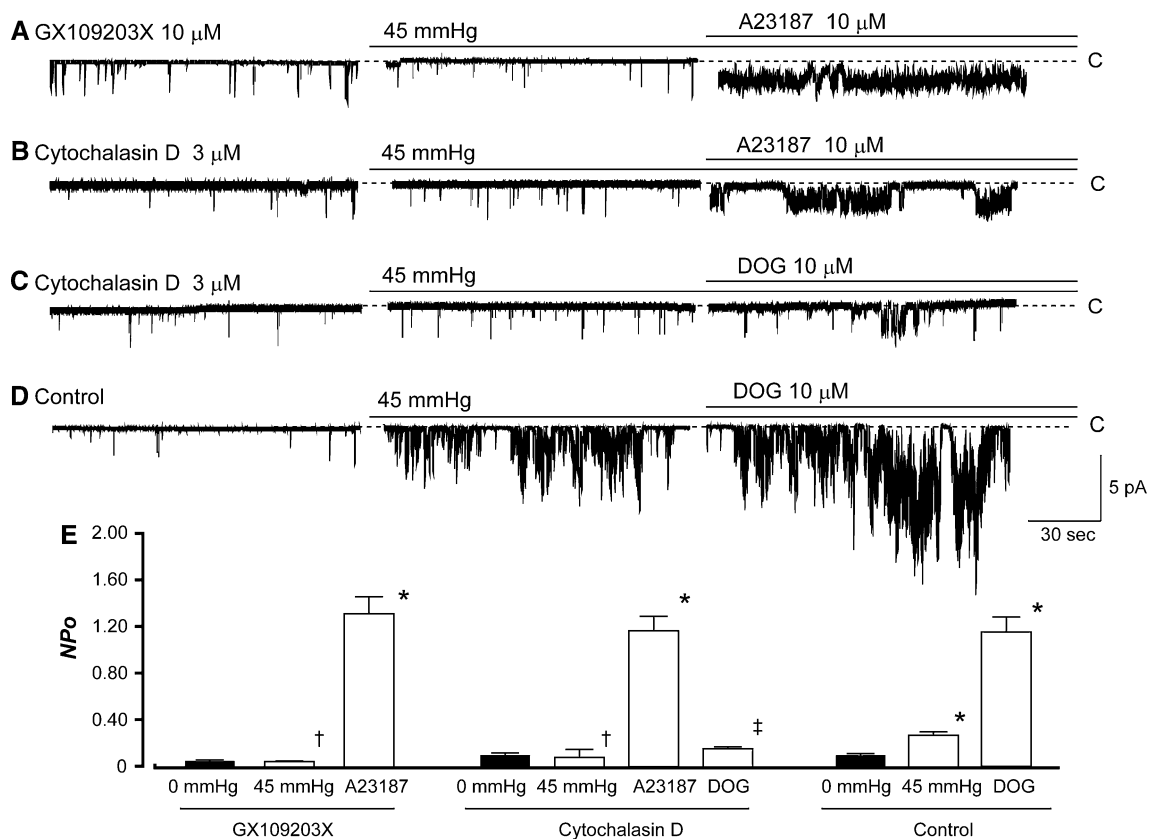 A GX109203X 10 μM
45 mmHg
A23187 10 μM
C
B Cytochalasin D 3 μM
45 mmHg
A23187 10 μM
C
C Cytochalasin D 3 μM
45 mmHg
DOG 10 μM
C
D Control
45 mmHg
DOG 10 μM
C
5 pA
30 sec
E
NPo
2.00
1.60
1.20
0.80
0.40
0
†
*
†
*
‡
*
*
0 mmHg 45 mmHg A23187 0 mmHg 45 mmHg A23187 DOG 0 mmHg 45 mmHg DOG
GX109203X Cytochalasin D Control